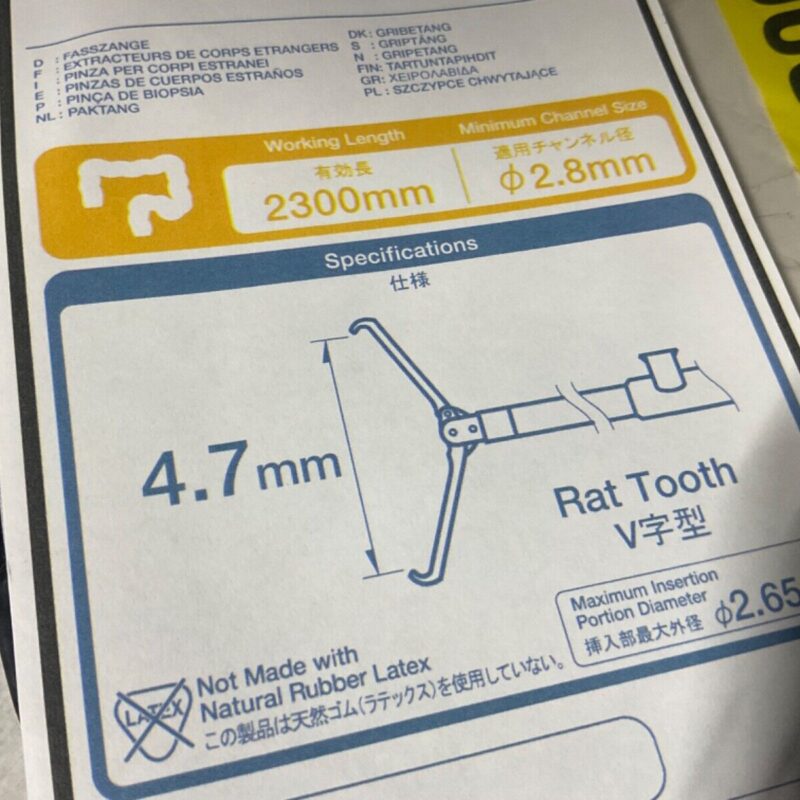 D : FASSZANGE
F : EXTRACTEURS DE CORPS ETRANGERS
I : PINZA PER CORPI ESTRANEI
E : PINZAS DE CUERPOS ESTRAÑOS
P : PINÇA DE BIOPSIA
NL : PAKTANG
DK: GRIBETANG
S : GRIPTÅNG
N : GRIPETANG
FIN: TARTUNTAPIHDIT
GR: ΧΕΙΡΟΛΑΒΙΔΑ
PL : SZCZYPCE CHWYTAJĄCE
Working Length
有効長
2300mm
Minimum Channel Size
適用チャンネル径
φ2.8mm
Specifications
仕様
4.7mm
Rat Tooth
V字型
Maximum Insertion
Portion Diameter
挿入部最大外径
φ2.65
LATEX
Not Made with
Natural Rubber Latex
この製品は天然ゴム(ラテックス)を使用していない。